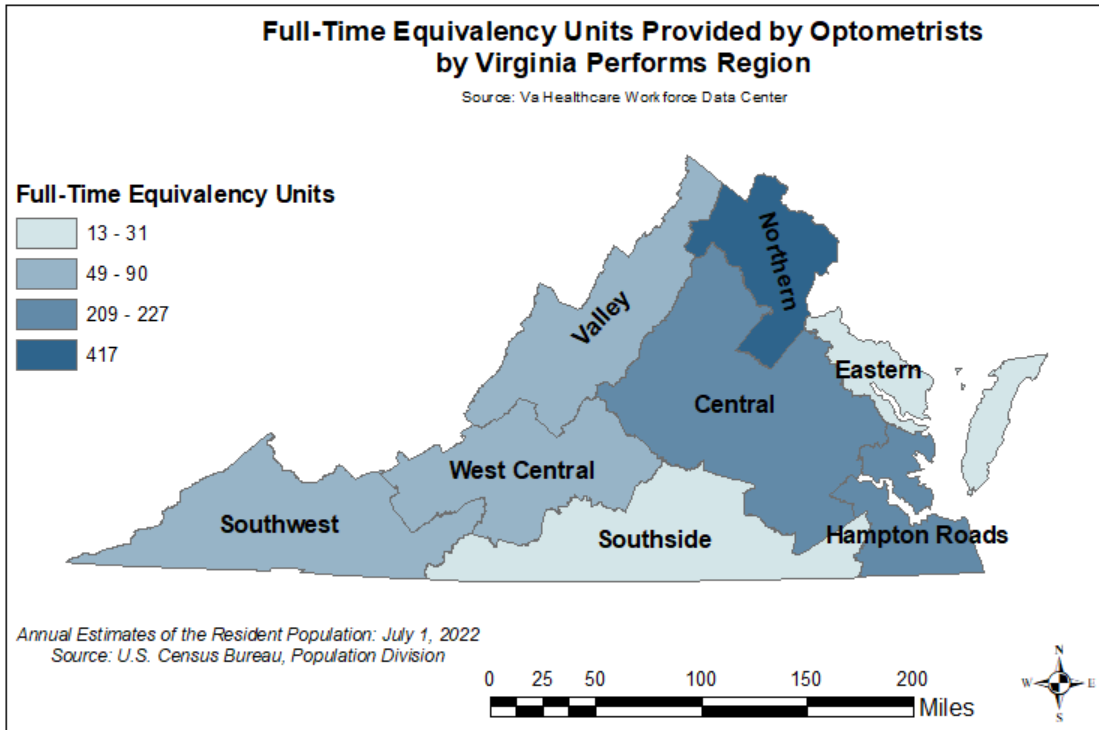 Full-Time Equivalency Units Provided by Optometrists
by Virginia Performs Region
Source: Va Healthcare Workforce Data Center
Full-Time Equivalency Units
13 - 31
49 - 90
209 - 227
417
Northern
Valley
Eastern
Central
West Central
Southwest
Southside
Hampton Roads
Annual Estimates of the Resident Population: July 1, 2022
Source: U.S. Census Bureau, Population Division
0 25 50 100 150 200
Miles
N
W E
S